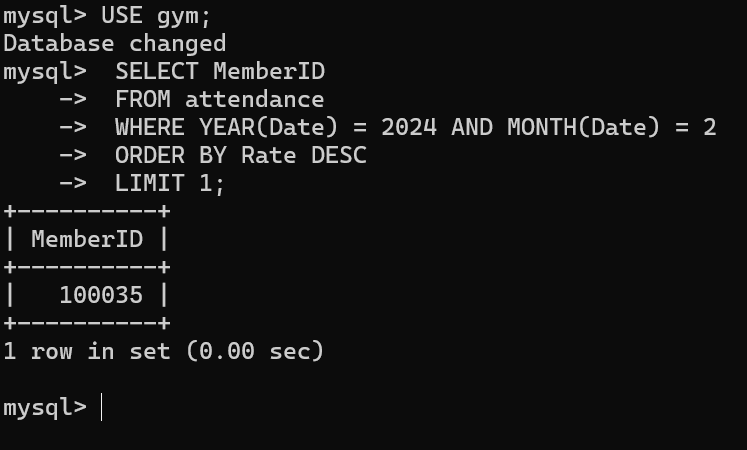 mysql> USE gym;
Database changed
mysql>  SELECT MemberID
    ->  FROM attendance
    ->  WHERE YEAR(Date) = 2024 AND MONTH(Date) = 2
    ->  ORDER BY Rate DESC
    ->  LIMIT 1;
+----------+
| MemberID |
+----------+
|   100035 |
+----------+
1 row in set (0.00 sec)

mysql>